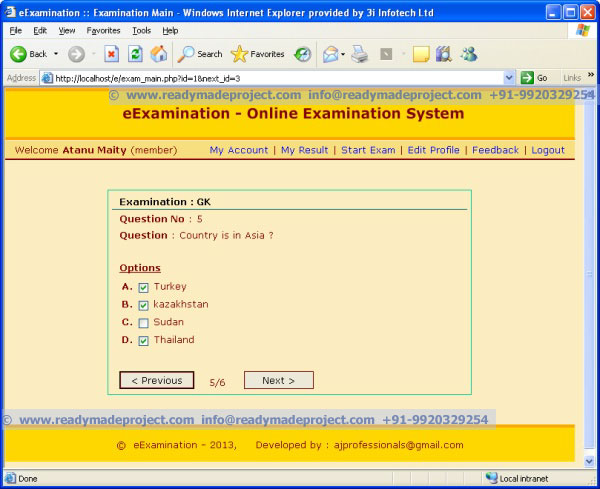 eExamination :: Examination Main - Windows Internet Explorer provided by 3i Infotech Ltd
File Edit View Favorites Tools Help
Back Search Favorites
Address http://localhost/e/exam_main.php?id=1&next_id=3 Go Links »
© www.readymadeproject.com info@readymadeproject.com +91-9920329254
eExamination - Online Examination System
Welcome Atanu Maity (member) My Account | My Result | Start Exam | Edit Profile | Feedback | Logout
Examination : GK
Question No : 5
Question : Country is in Asia ?
Options
A. Turkey
B. kazakhstan
C. Sudan
D. Thailand
< Previous 5/6 Next >
© www.readymadeproject.com info@readymadeproject.com +91-9920329254
© eExamination - 2013, Developed by : ajprofessionals@gmail.com
Done Local intranet